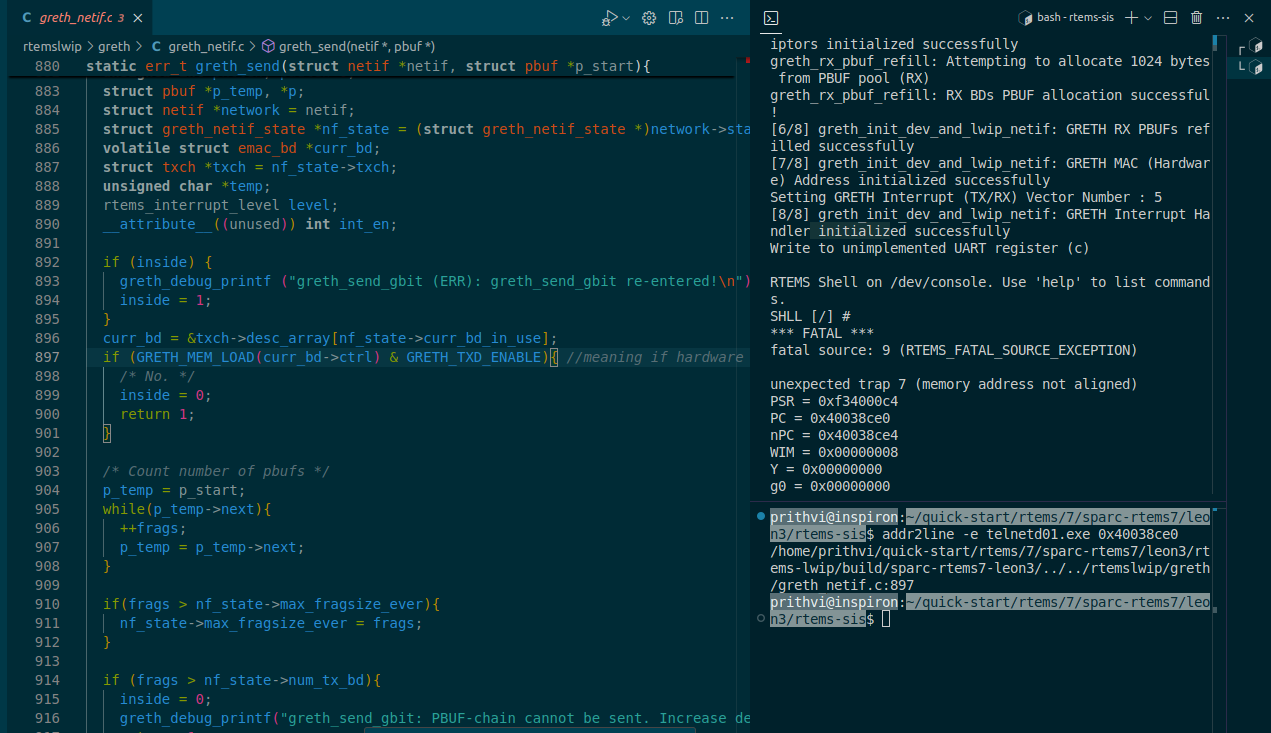 C greth_netif.c 3 ×
rtemslwip > greth > C greth_netif.c > greth_send(netif *, pbuf *)
880 static err_t greth_send(struct netif *netif, struct pbuf *p_start){
883 struct pbuf *p_temp, *p;
884 struct netif *network = netif;
885 struct greth_netif_state *nf_state = (struct greth_netif_state *)network->sta
886 volatile struct emac_bd *curr_bd;
887 struct txch *txch = nf_state->txch;
888 unsigned char *temp;
889 rtems_interrupt_level level;
890 __attribute__((unused)) int int_en;
891
892 if (inside) {
893 greth_debug_printf ("greth_send_gbit (ERR): greth_send_gbit re-entered!\n")
894 inside = 1;
895 }
896 curr_bd = &txch->desc_array[nf_state->curr_bd_in_use];
897 if (GRETH_MEM_LOAD(curr_bd->ctrl) & GRETH_TXD_ENABLE){ //meaning if hardware
898 /* No. */
899 inside = 0;
900 return 1;
901 }
902
903 /* Count number of pbufs */
904 p_temp = p_start;
905 while(p_temp->next){
906 ++frags;
907 p_temp = p_temp->next;
908 }
909
910 if(frags > nf_state->max_fragsize_ever){
911 nf_state->max_fragsize_ever = frags;
912 }
913
914 if (frags > nf_state->num_tx_bd){
915 inside = 0;
916 greth_debug_printf("greth_send_gbit: PBUF-chain cannot be sent. Increase de
bash - rtems-sis
iptors initialized successfully
greth_rx_pbuf_refill: Attempting to allocate 1024 bytes
from PBUF pool (RX)
greth_rx_pbuf_refill: RX BDs PBUF allocation successful
!
[6/8] greth_init_dev_and_lwip_netif: GRETH RX PBUFs ref
illed successfully
[7/8] greth_init_dev_and_lwip_netif: GRETH MAC (Hardwar
e) Address initialized successfully
Setting GRETH Interrupt (TX/RX) Vector Number : 5
[8/8] greth_init_dev_and_lwip_netif: GRETH Interrupt Ha
ndler initialized successfully
Write to unimplemented UART register (c)
RTEMS Shell on /dev/console. Use 'help' to list command
s.
SHLL [/] #
*** FATAL ***
fatal source: 9 (RTEMS_FATAL_SOURCE_EXCEPTION)
unexpected trap 7 (memory address not aligned)
PSR = 0xf34000c4
PC = 0x40038ce0
nPC = 0x40038ce4
WIM = 0x00000008
Y = 0x00000000
g0 = 0x00000000
prithvi@inspiron:~/quick-start/rtems/7/sparc-rtems7/leo
n3/rtems-sis$ addr2line -e telnetd01.exe 0x40038ce0
/home/prithvi/quick-start/rtems/7/sparc-rtems7/leon3/rt
ems-lwip/build/sparc-rtems7-leon3/../../rtemslwip/greth
/greth_netif.c:897
prithvi@inspiron:~/quick-start/rtems/7/sparc-rtems7/leo
n3/rtems-sis$